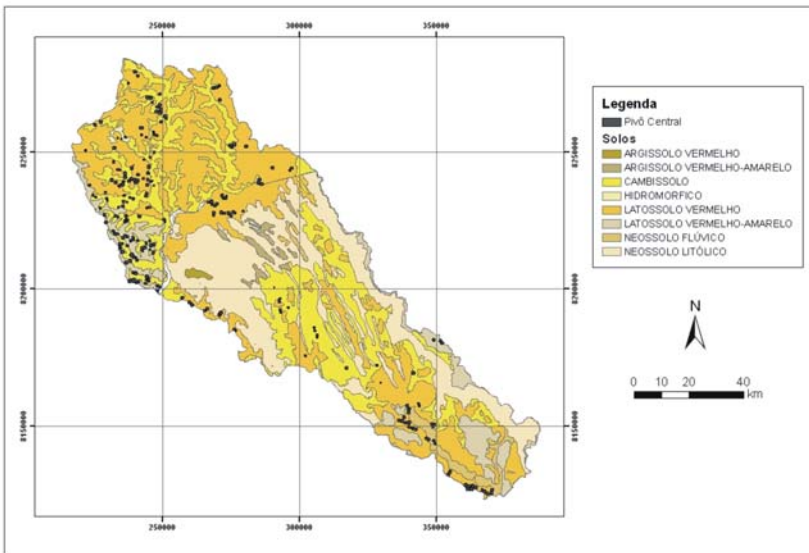 250000 300000 350000
8250000
8200000
8150000
8250000
8200000
8150000
250000 300000 350000
Legenda
Pivô Central
Solos
ARGISSOLO VERMELHO
ARGISSOLO VERMELHO-AMARELO
CAMBISSOLO
HIDROMORFICO
LATOSSOLO VERMELHO
LATOSSOLO VERMELHO-AMARELO
NEOSSOLO FLÚVICO
NEOSSOLO LITÓLICO
N
0 10 20 40
km